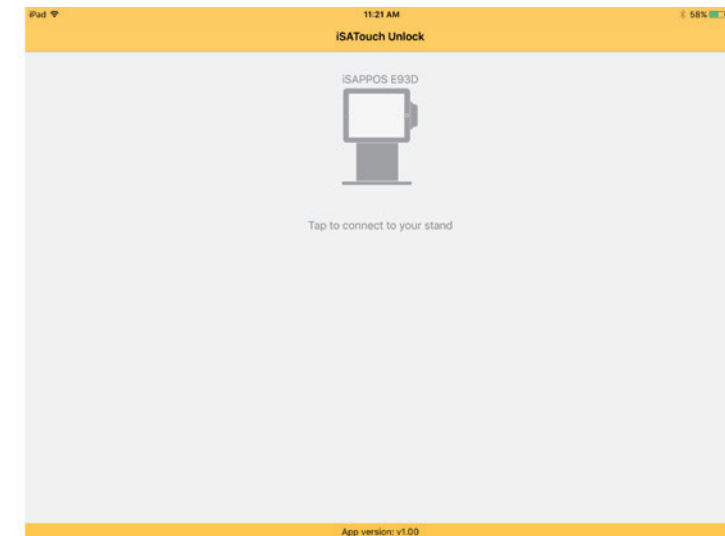 iPad 11:21 AM 58%
iSATouch Unlock
iSAPPOS E93D
Tap to connect to your stand
App version: v1.00